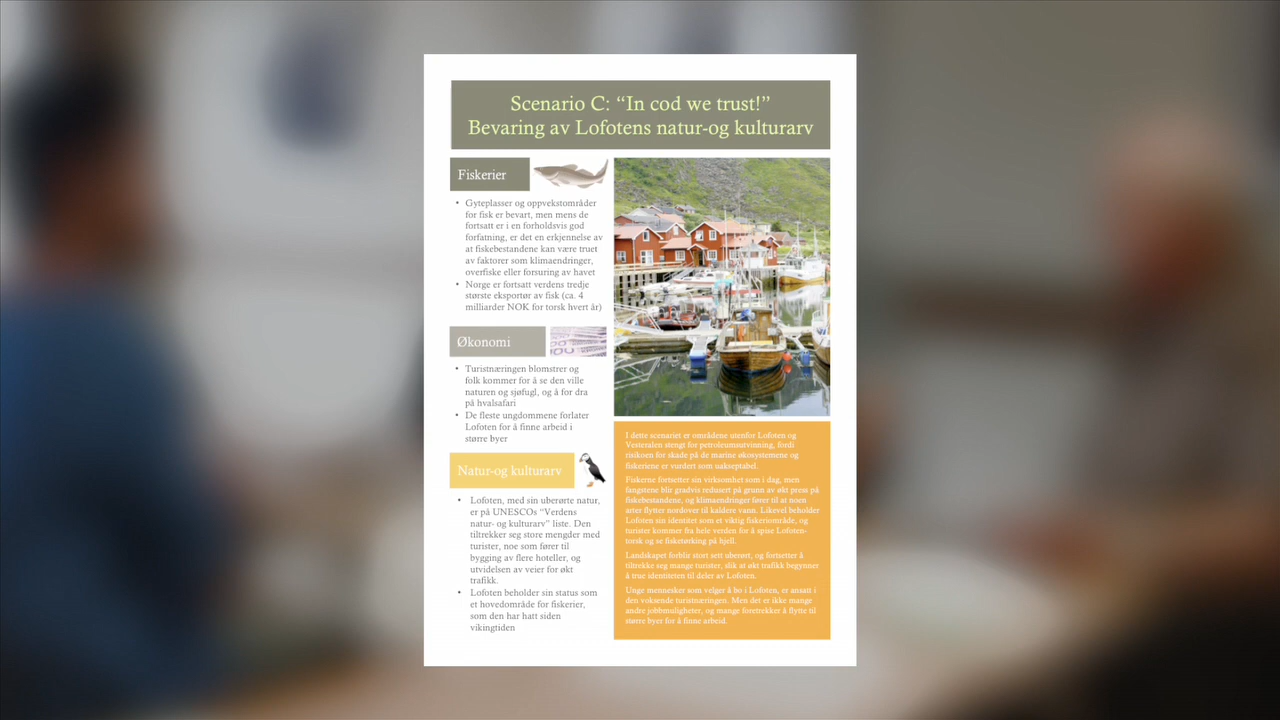 Scenario C: “In cod we trust!”
Bevaring av Lofotens natur-og kulturarv
Fiskerier
• Gyteplasser og oppvekstområder
for fisk er bevart, men mens de
fortsatt er i en forholdsvis god
forfatning, er det en erkjennelse av
at fiskebestandene kan være truet
av faktorer som klimaendringer,
overfiske eller forsuring av havet
• Norge er fortsatt verdens tredje
største eksportør av fisk (ca. 4
milliarder NOK for torsk hvert år)
Økonomi
• Turistnæringen blomstrer og
folk kommer for å se den ville
naturen og sjøfugl, og å for dra
på hvalsafari
• De fleste ungdommene forlater
Lofoten for å finne arbeid i
større byer
Natur-og kulturarv
• Lofoten, med sin uberørte natur,
er på UNESCOs “Verdens
natur- og kulturarv” liste. Den
tiltrekker seg store mengder med
turister, noe som fører til
bygging av flere hoteller, og
utvidelsen av veier for økt
trafikk.
• Lofoten beholder sin status som
et hovedområde for fiskerier,
som den har hatt siden
vikingtiden
I dette scenariet er områdene utenfor Lofoten og
Vesterålen stengt for petroleumsutvinning, fordi
risikoen for skade på de marine økosystemene og
fiskeriene er vurdert som uakseptabel.
Fiskerne fortsetter sin virksomhet som i dag, men
fangstene blir gradvis redusert på grunn av økt press på
fiskebestandene, og klimaendringer fører til at noen
arter flytter nordover til kaldere vann. Likevel beholder
Lofoten sin identitet som et viktig fiskeriområde, og
turister kommer fra hele verden for å spise Lofoten-
torsk og se fisketørking på hjell.
Landskapet forblir stort sett uberørt, og fortsetter å
tiltrekke seg mange turister, slik at økt trafikk begynner
å true identiteten til deler av Lofoten.
Unge mennesker som velger å bo i Lofoten, er ansatt i
den voksende turistnæringen. Men det er ikke mange
andre jobbmuligheter, og mange foretrekker å flytte til
større byer for å finne arbeid.